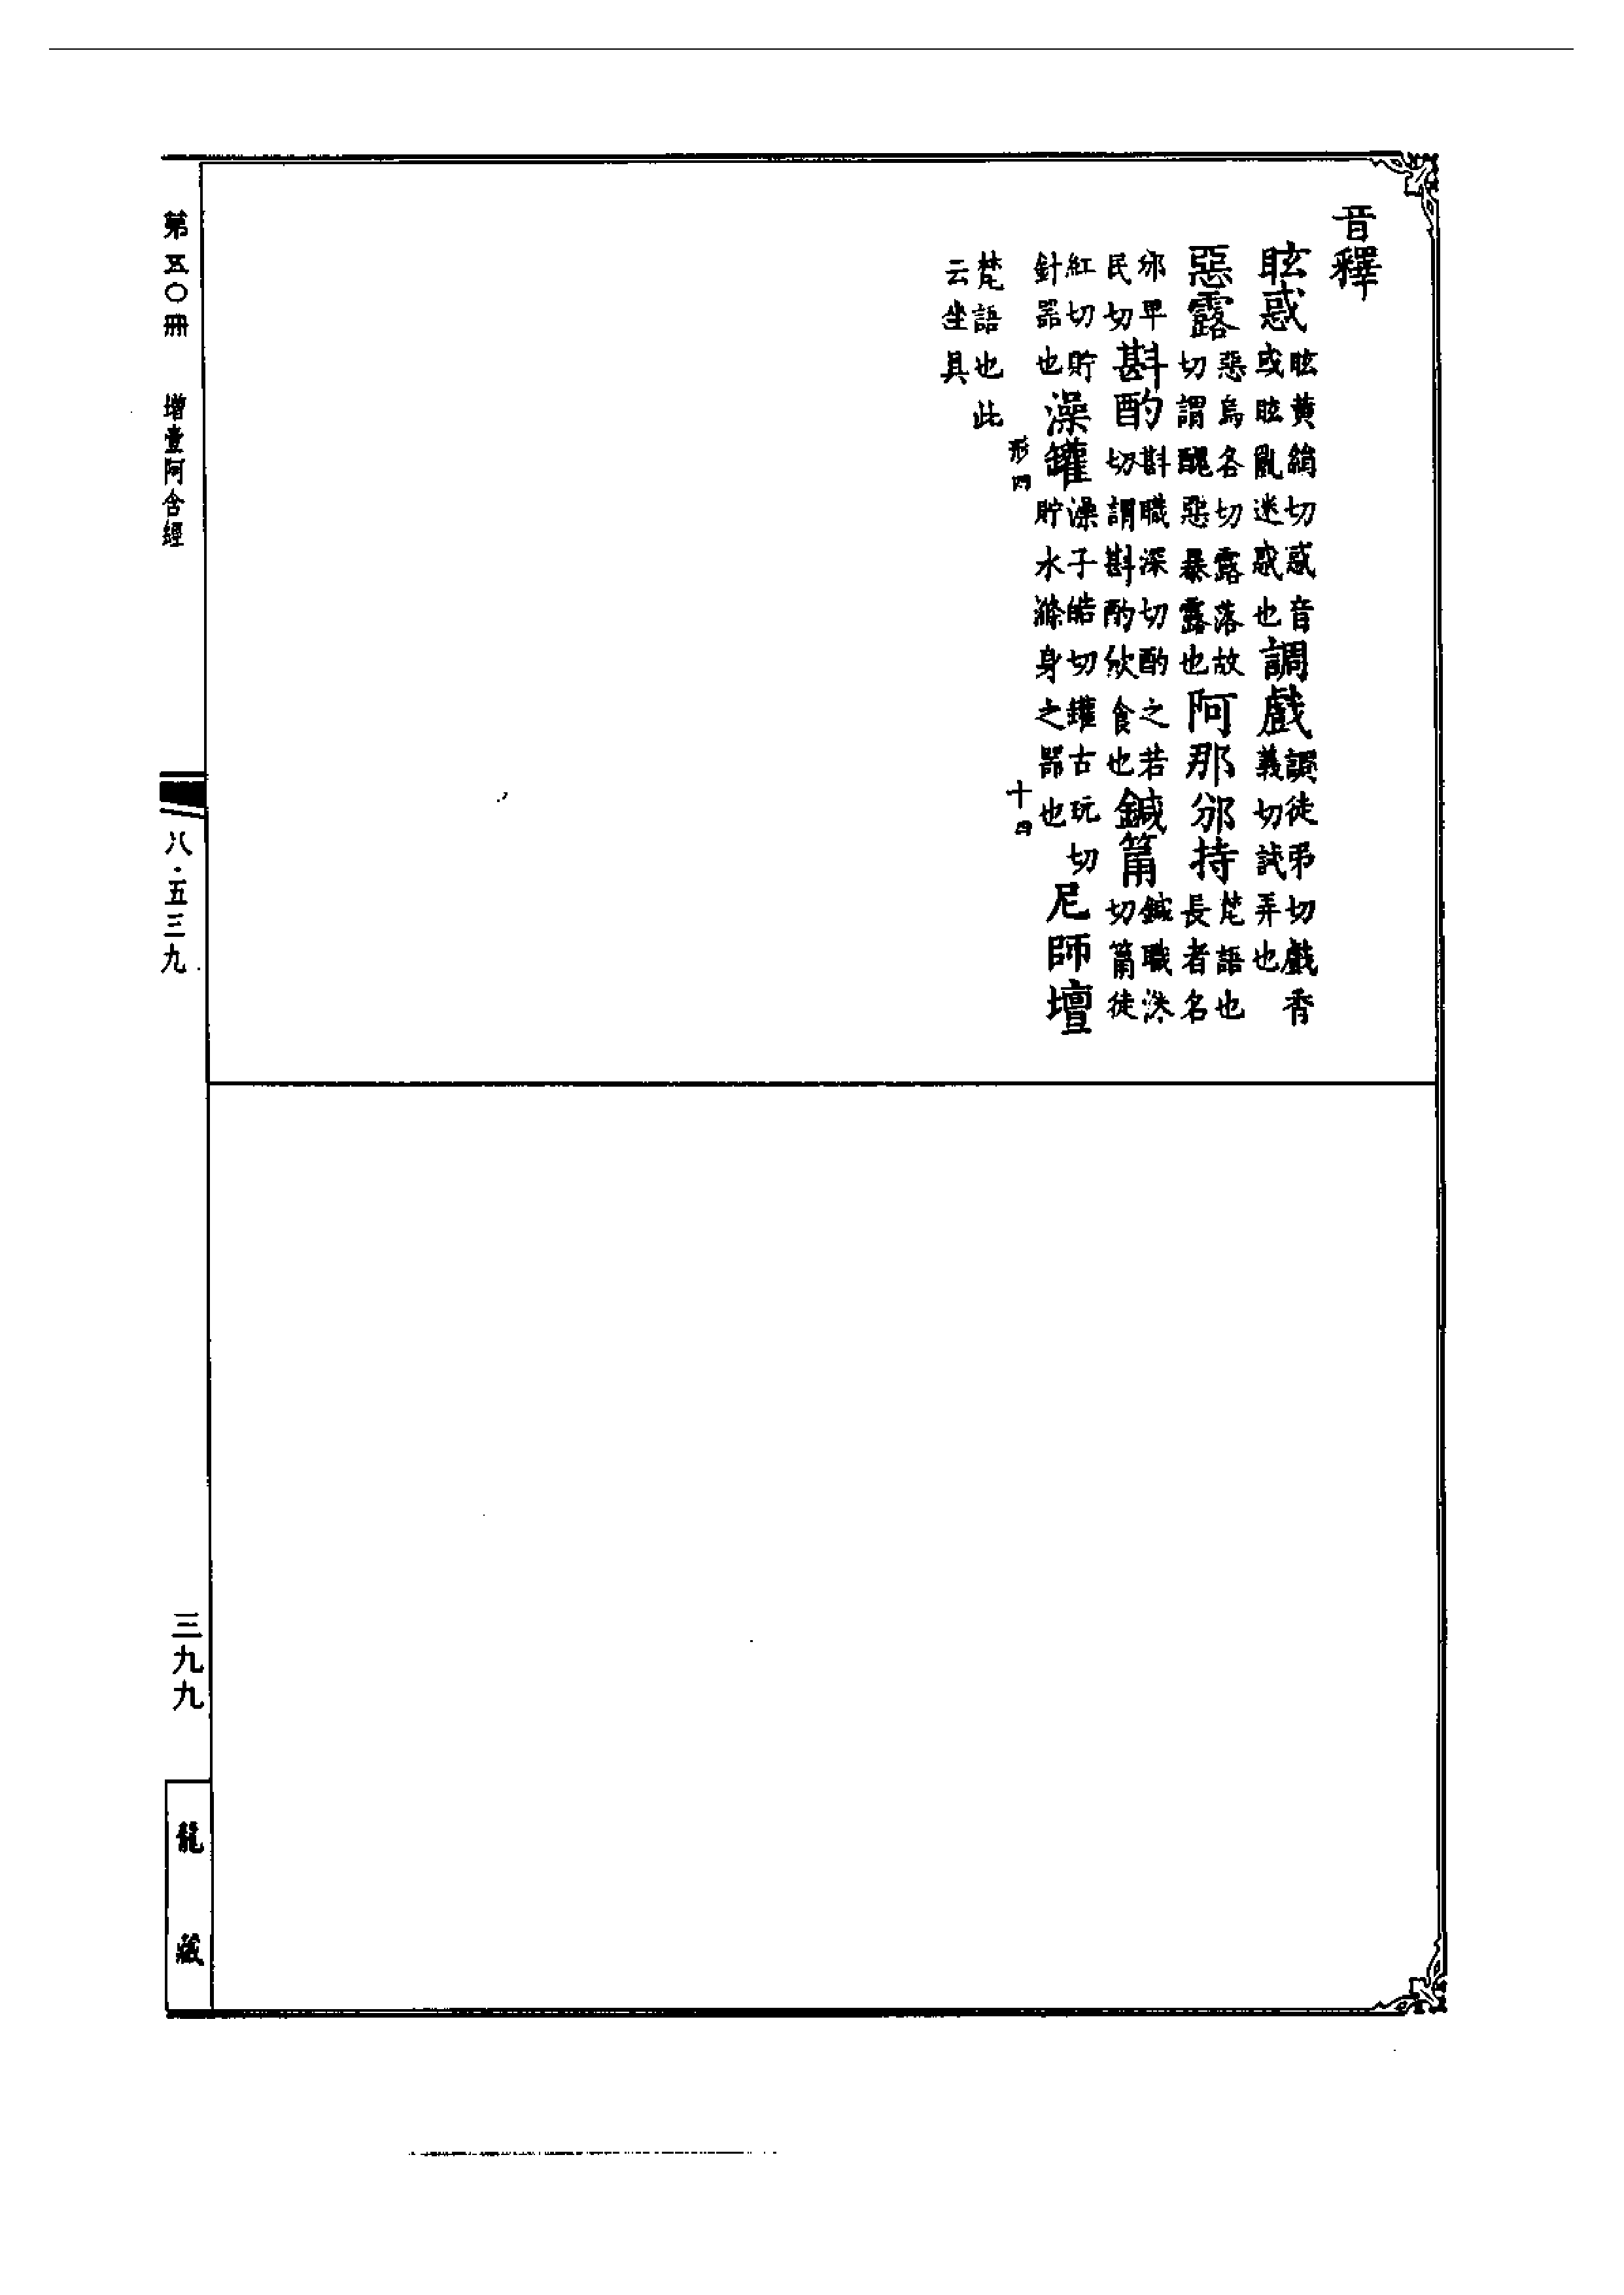 音釋
眩惑 眩黄絹切惑音或眩亂迷惑也 調戲 調徒弔切戲香義切試弄也
惡露 惡烏各切露落故切謂醜惡暴露也 阿那邠持 梵語也長者名
邠畀民切 斟酌 斟職深切酌之若切謂斟酌飲食也 鍼筩 鍼職深切筩徒
紅切貯針器也 澡罐 澡子皓切罐古玩切貯水滌身之器也 尼師壇
形四 十四
梵語也此云坐具
第五〇冊 增壹阿含經
八·五三九
三九九
龍藏